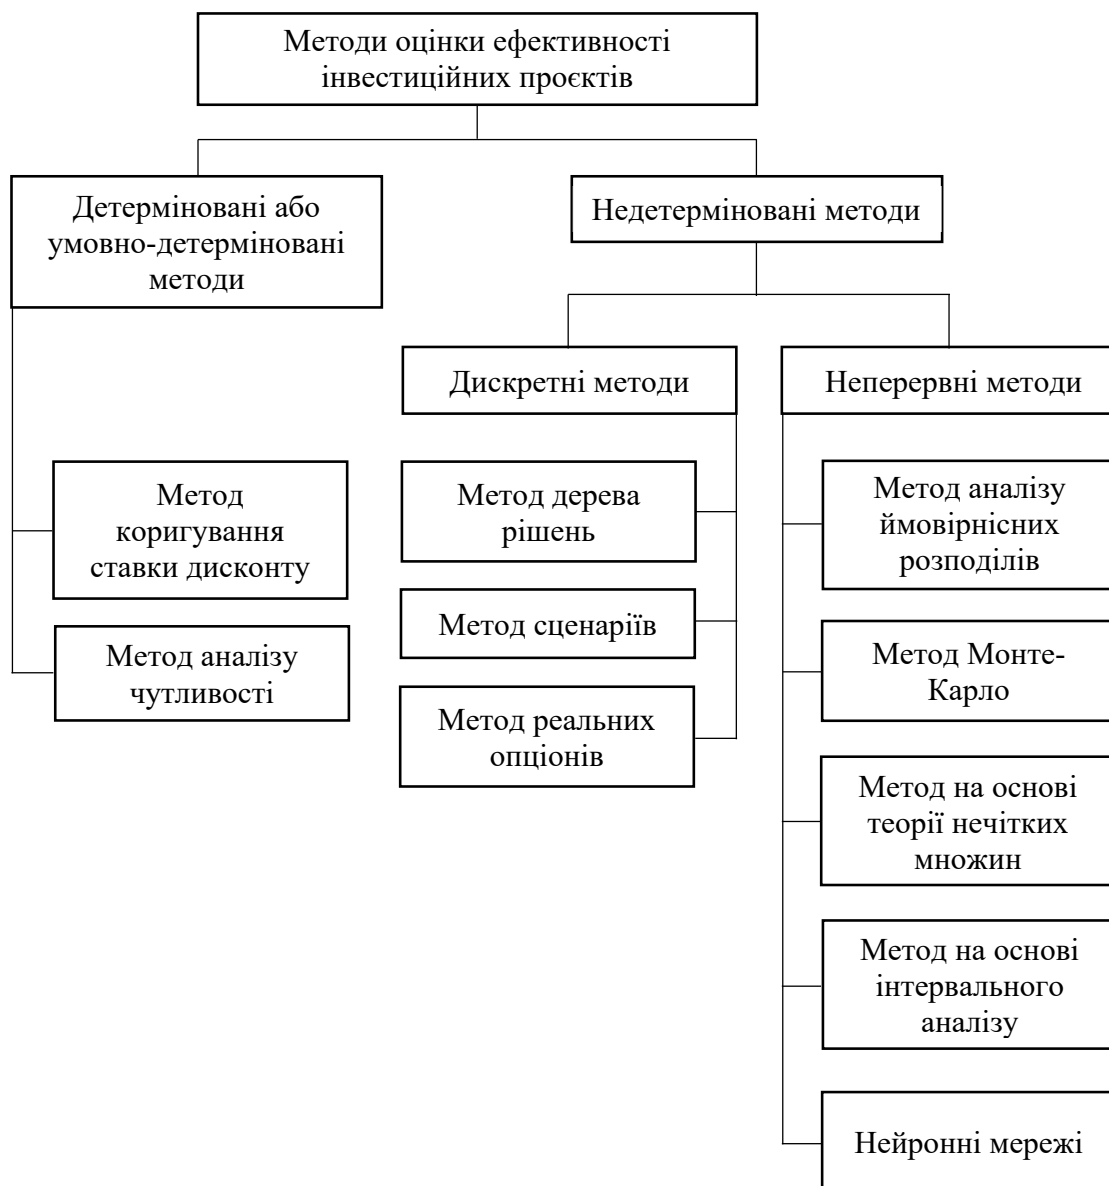 Методи оцінки ефективності
інвестиційних проєктів
Детерміновані або
умовно-детерміновані
методи
Недетерміновані методи
Дискретні методи
Неперервні методи
Метод
коригування
ставки дисконту
Метод аналізу
чутливості
Метод дерева
рішень
Метод сценаріїв
Метод реальних
опціонів
Метод аналізу
ймовірнісних
розподілів
Метод Монте-
Карло
Метод на основі
теорії нечітких
множин
Метод на основі
інтервального
аналізу
Нейронні мережі